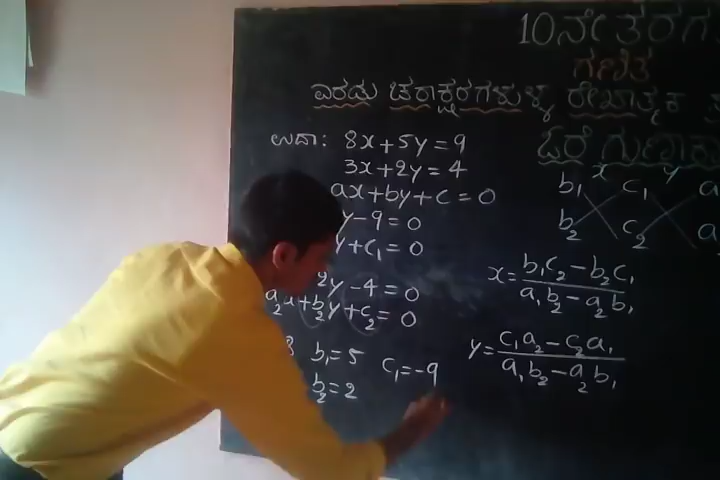 10ನೇ ತರಗ
ಗಣಿತ
ಎರಡು ಚರಾಕ್ಷರಗಳುಳ್ಳ ರೇಖಾತ್ಮಕ
ಓರೆ ಗುಣಾಕಾ
ಉದಾ: 8x+5y=9
3x+2y=4
ax+by+c=0
y-9=0
y+c₁=0
2y-4=0
a₂x+b₂y+c₂=0
b₁=5 c₁=-9
b₂=2
x y
b₁ c₁ a
b₂ c₂ a
x=b₁c₂-b₂c₁
a₁b₂-a₂b₁
y=c₁a₂-c₂a₁
a₁b₂-a₂b₁